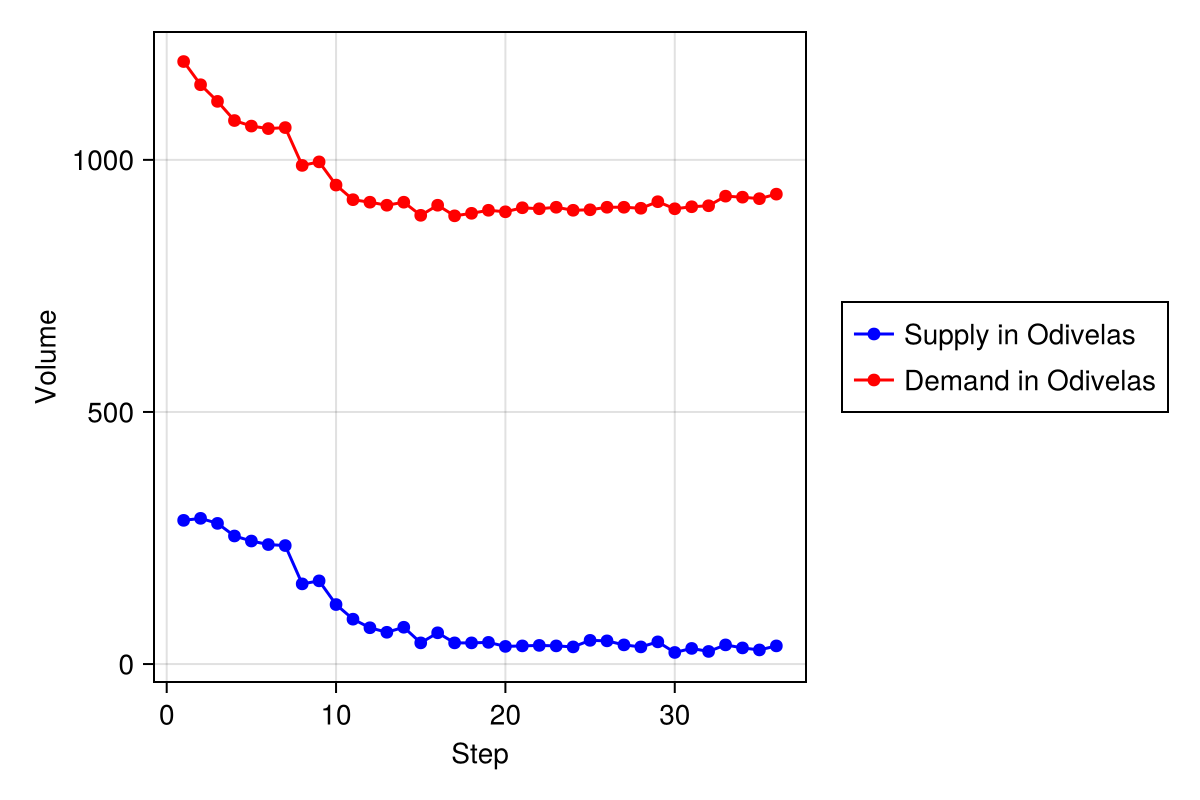 1000
500
0
Volume
0 10 20 30
Step
Supply in Odivelas
Demand in Odivelas